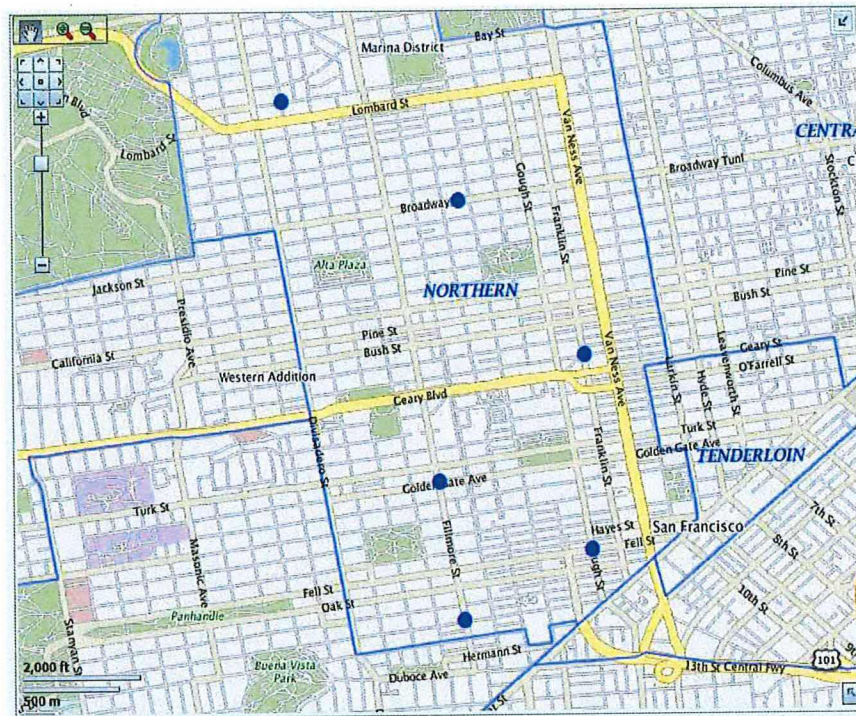 Marina District
Bay St
Columbus Ave
n Blvd
Lombard St
Lombard St
CENTRA
Van Ness Ave
Broadway Tunl
Stockton St
C
Gough St
Broadway
Franklin St
Alta Plaza
Jackson St
NORTHERN
Pine St
Bush St
Presidio Ave
Pine St
Bush St
California St
Van Ness Ave
Larkin St
Leavenworth St
Hyde St
Geary St
O'Farrell St
Western Addition
Geary Blvd
Divisadero St
Turk St
Golden Gate Ave
TENDERLOIN
Franklin St
Golden Gate Ave
Turk St
Masonic Ave
Fillmore St
Hayes St
Fell St
San Francisco
7th St
8th St
ugh St
10th St
Fell St
Oak St
Panhandle
Stanyan S
Hermann St
Buena Vista
Park
Duboce Ave
13th St Central Fwy
101
2,000 ft
500 m